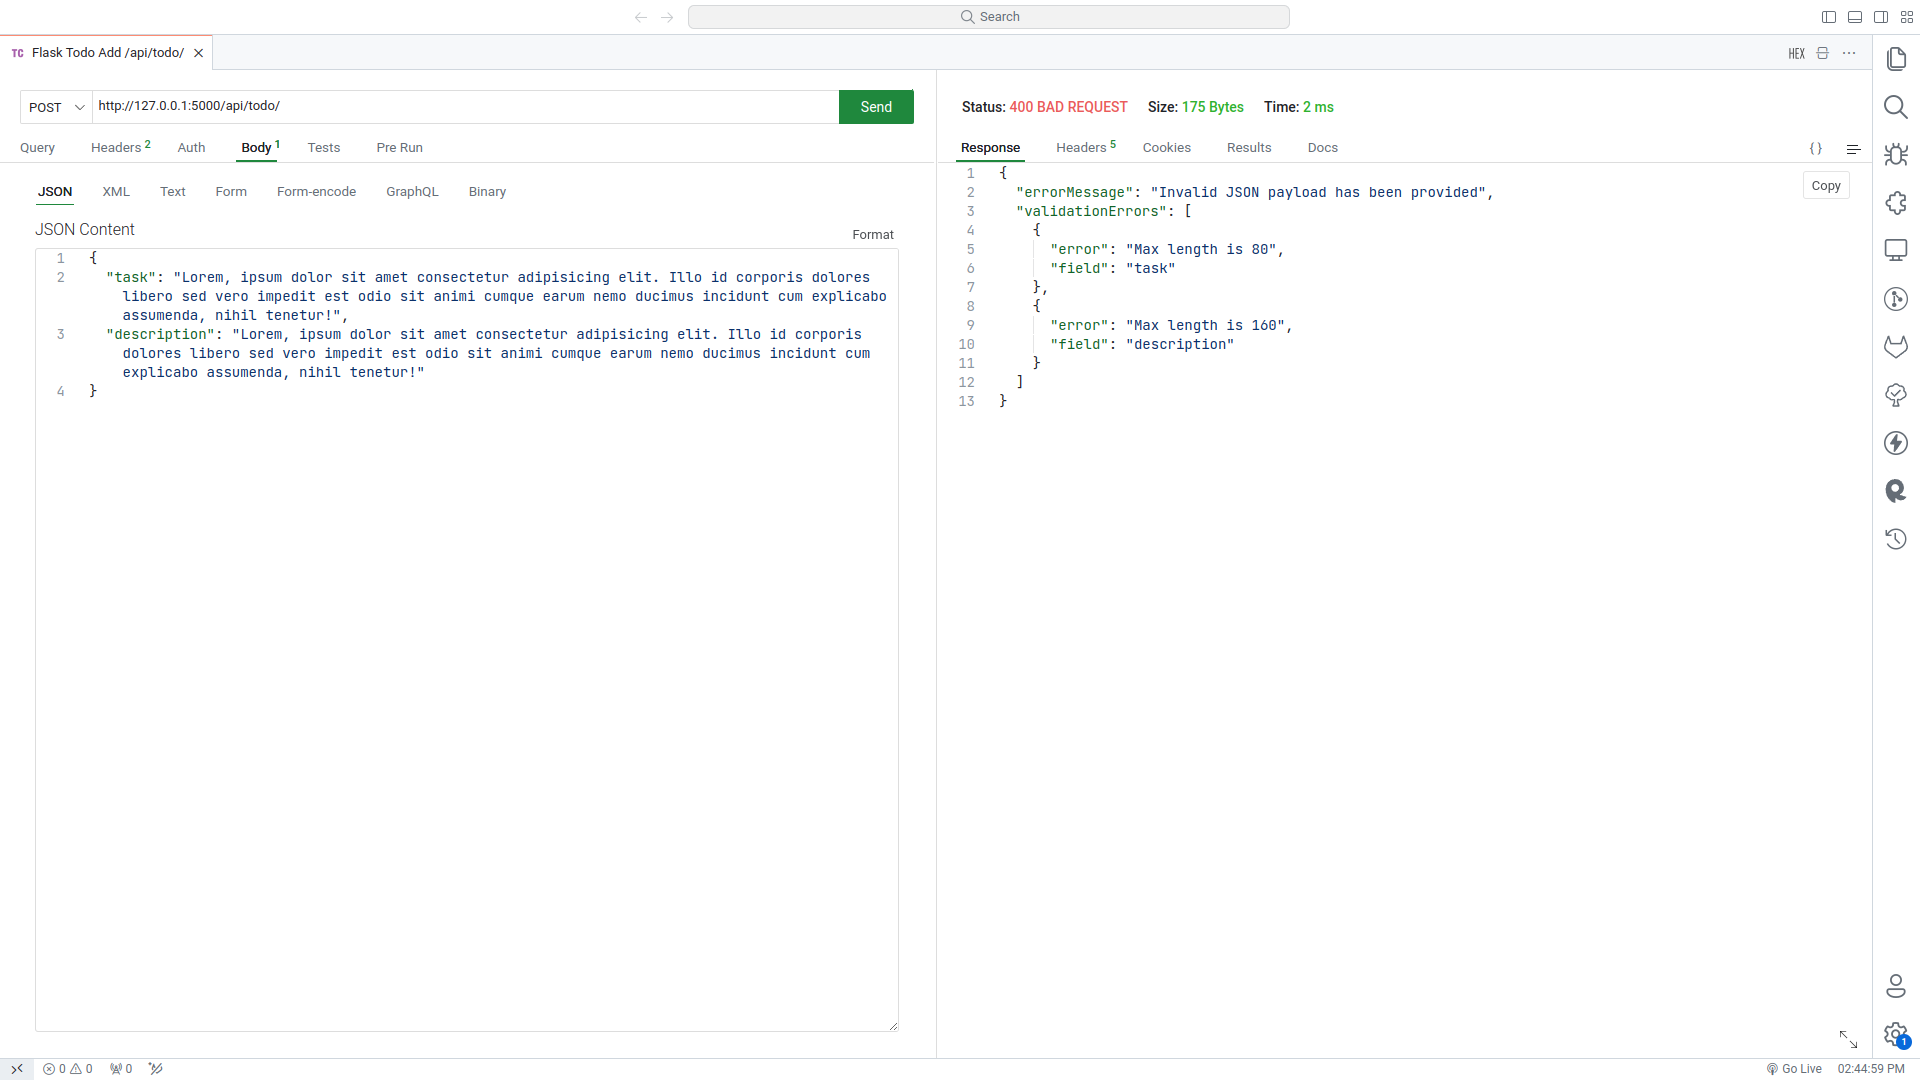 Search
TC Flask Todo Add /api/todo/
HEX
POST http://127.0.0.1:5000/api/todo/ Send
Query Headers 2 Auth Body 1 Tests Pre Run
JSON XML Text Form Form-encode GraphQL Binary
JSON Content
Format
1 {
2 "task": "Lorem, ipsum dolor sit amet consectetur adipisicing elit. Illo id corporis dolores
libero sed vero impedit est odio sit animi cumque earum nemo ducimus incidunt cum explicabo
assumenda, nihil tenetur!",
3 "description": "Lorem, ipsum dolor sit amet consectetur adipisicing elit. Illo id corporis
dolores libero sed vero impedit est odio sit animi cumque earum nemo ducimus incidunt cum
explicabo assumenda, nihil tenetur!"
4 }
Status: 400 BAD REQUEST Size: 175 Bytes Time: 2 ms
Response Headers 5 Cookies Results Docs { }
Copy
1 {
2 "errorMessage": "Invalid JSON payload has been provided",
3 "validationErrors": [
4 {
5 "error": "Max length is 80",
6 "field": "task"
7 },
8 {
9 "error": "Max length is 160",
10 "field": "description"
11 }
12 ]
13 }
1
0 0 0
Go Live 02:44:59 PM